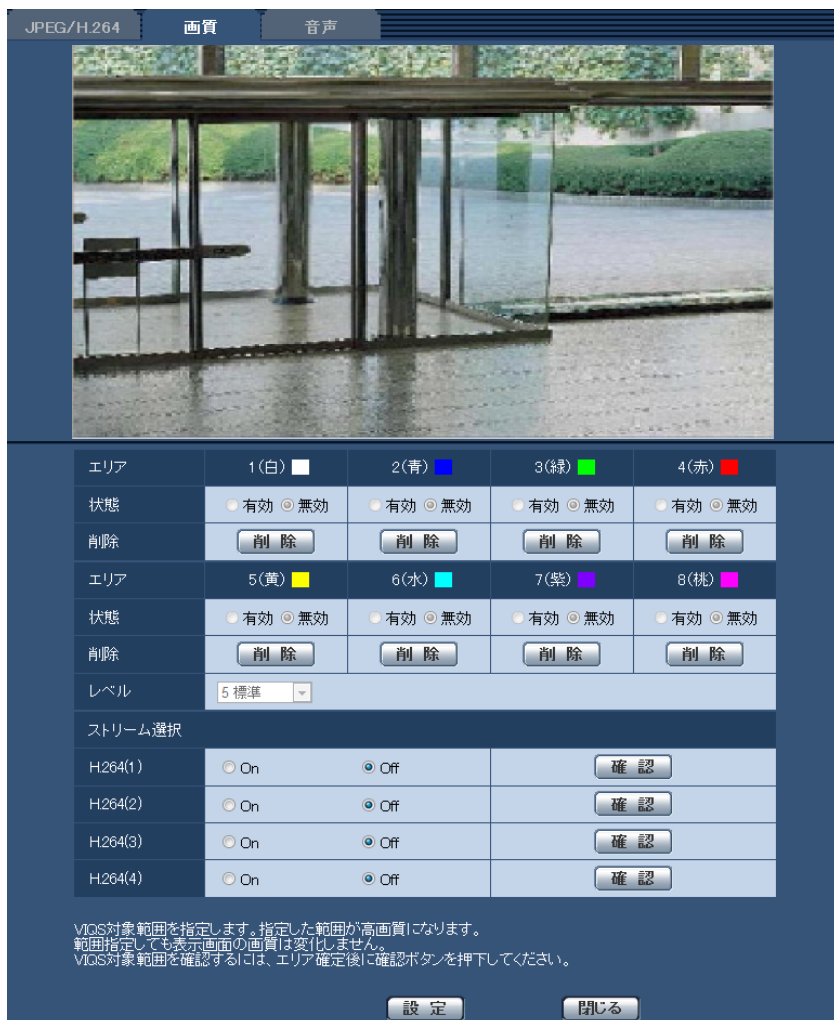 JPEG/H.264 画質 音声
エリア 1(白) 2(青) 3(緑) 4(赤)
状態 有効 無効 有効 無効 有効 無効 有効 無効
削除 削除 削除 削除 削除
エリア 5(黄) 6(水) 7(紫) 8(桃)
状態 有効 無効 有効 無効 有効 無効 有効 無効
削除 削除 削除 削除 削除
レベル 5 標準
ストリーム選択
H.264(1) On Off 確認
H.264(2) On Off 確認
H.264(3) On Off 確認
H.264(4) On Off 確認
VIQS対象範囲を指定します。指定した範囲が高画質になります。
範囲指定しても表示画面の画質は変化しません。
VIQS対象範囲を確認するには、エリア確定後に確認ボタンを押下してください。
設定 閉じる